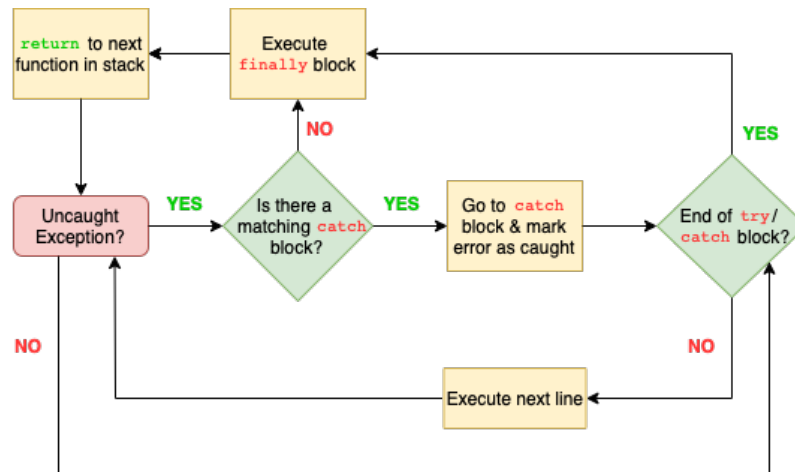 return to next
function in stack
Execute
finally block
YES
NO
Uncaught
Exception?
YES
Is there a
matching catch
block?
YES
Go to catch
block & mark
error as caught
End of try/
catch block?
NO
NO
Execute next line